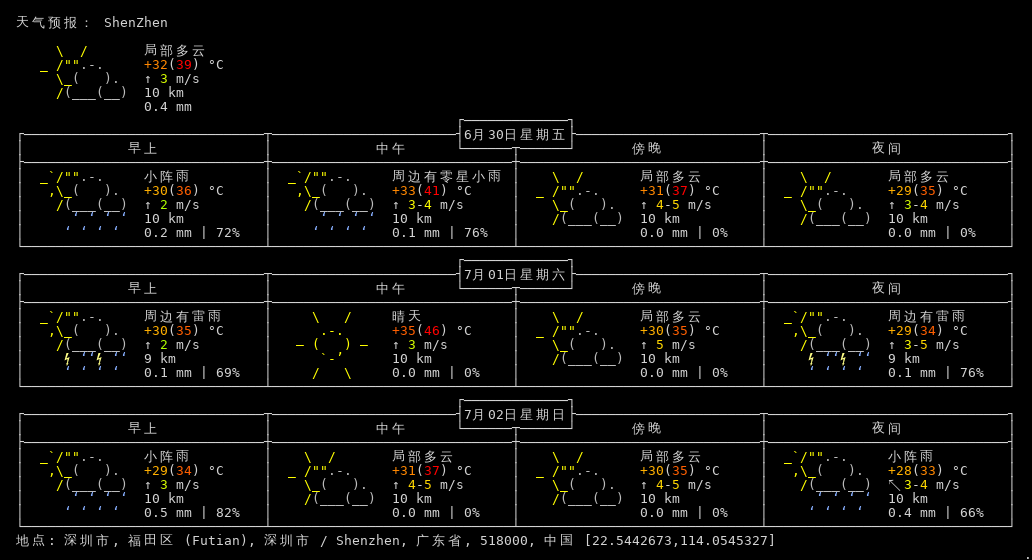 天气预报： ShenZhen
局部多云
+32(39) °C
↑ 3 m/s
10 km
0.4 mm
6月30日星期五
早上 中午 傍晚 夜间
小阵雨 周边有零星小雨 局部多云 局部多云
+30(36) °C +33(41) °C +31(37) °C +29(35) °C
↑ 2 m/s ↑ 3-4 m/s ↑ 4-5 m/s ↑ 3-4 m/s
10 km 10 km 10 km 10 km
0.2 mm | 72% 0.1 mm | 76% 0.0 mm | 0% 0.0 mm | 0%
7月01日星期六
早上 中午 傍晚 夜间
周边有雷雨 晴天 局部多云 周边有雷雨
+30(35) °C +35(46) °C +30(35) °C +29(34) °C
↑ 2 m/s ↑ 3 m/s ↑ 5 m/s ↑ 3-5 m/s
9 km 10 km 10 km 9 km
0.1 mm | 69% 0.0 mm | 0% 0.0 mm | 0% 0.1 mm | 76%
7月02日星期日
早上 中午 傍晚 夜间
小阵雨 局部多云 局部多云 小阵雨
+29(34) °C +31(37) °C +30(35) °C +28(33) °C
↑ 3 m/s ↑ 4-5 m/s ↑ 4-5 m/s ↖ 3-4 m/s
10 km 10 km 10 km 10 km
0.5 mm | 82% 0.0 mm | 0% 0.0 mm | 0% 0.4 mm | 66%
地点: 深圳市, 福田区 (Futian), 深圳市 / Shenzhen, 广东省, 518000, 中国 [22.5442673,114.0545327]